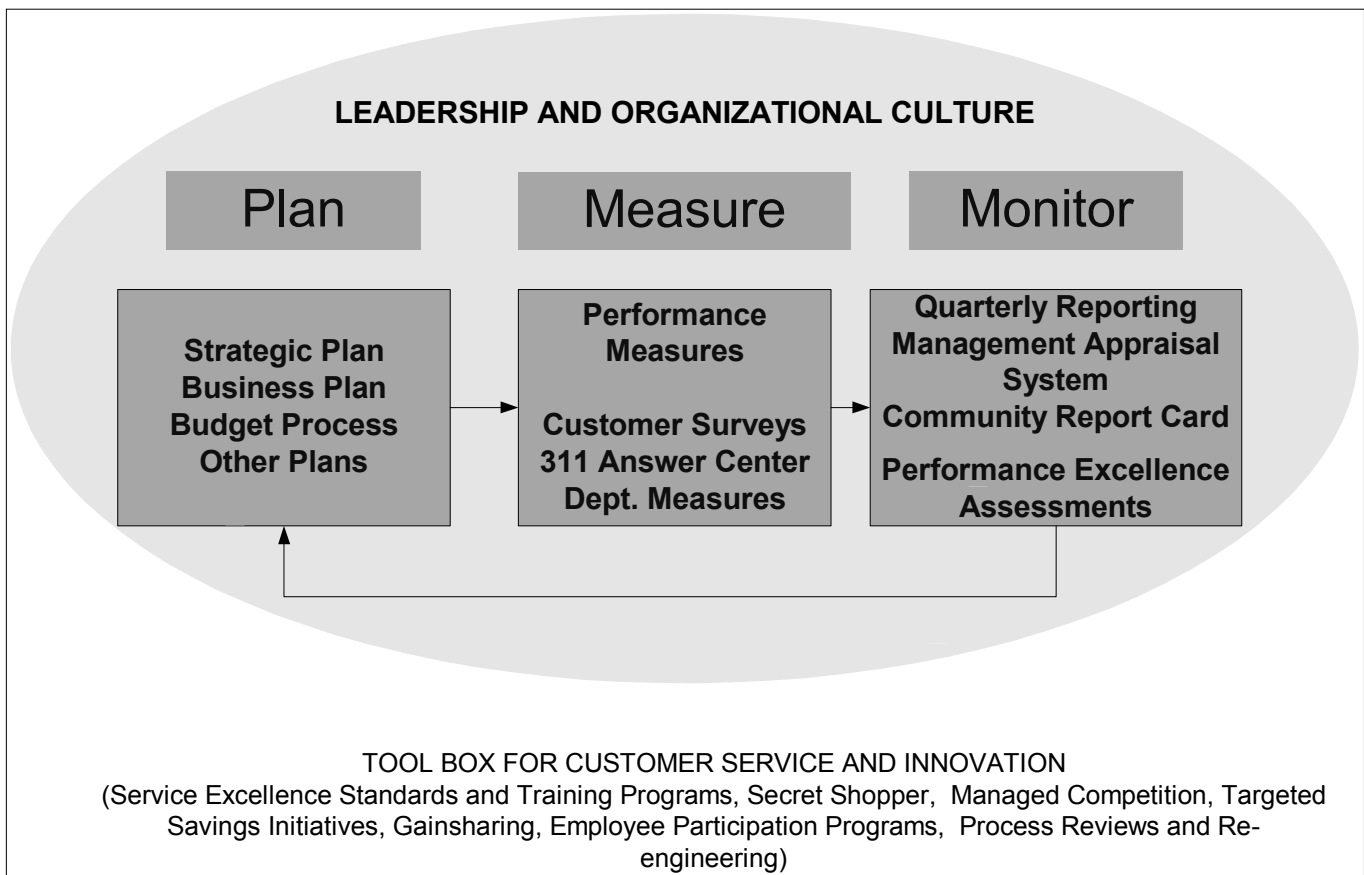 LEADERSHIP AND ORGANIZATIONAL CULTURE
Plan
Measure
Monitor
Strategic Plan
Business Plan
Budget Process
Other Plans
Performance
Measures
Customer Surveys
311 Answer Center
Dept. Measures
Quarterly Reporting
Management Appraisal
System
Community Report Card
Performance Excellence
Assessments
TOOL BOX FOR CUSTOMER SERVICE AND INNOVATION
(Service Excellence Standards and Training Programs, Secret Shopper, Managed Competition, Targeted
Savings Initiatives, Gainsharing, Employee Participation Programs, Process Reviews and Re-
engineering)